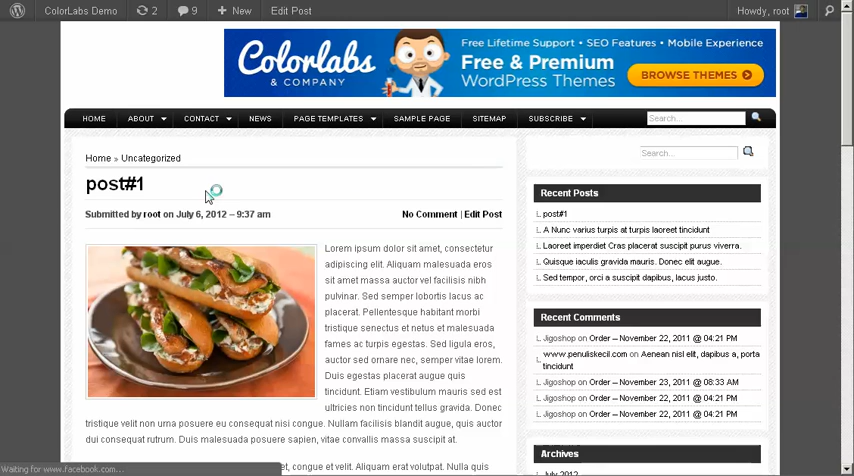 ColorLabs Demo 2 9 New Edit Post Howdy, root
Colorlabs
& COMPANY
Free Lifetime Support • SEO Features • Mobile Experience
Free & Premium
WordPress Themes
BROWSE THEMES
HOME ABOUT CONTACT NEWS PAGE TEMPLATES SAMPLE PAGE SITEMAP SUBSCRIBE Search...
Home » Uncategorized
post#1
Submitted by root on July 6, 2012 – 9:37 am No Comment | Edit Post
Lorem ipsum dolor sit amet, consectetur
adipiscing elit. Aliquam malesuada eros
sit amet massa auctor vel facilisis nibh
pulvinar. Sed semper lobortis lacus ac
placerat. Pellentesque habitant morbi
tristique senectus et netus et malesuada
fames ac turpis egestas. Sed ligula eros,
auctor sed ornare nec, semper vitae lorem.
Duis egestas placerat augue quis
tincidunt. Etiam vestibulum mauris sed est
ultricies non tincidunt tellus gravida. Donec
tristique velit non urna posuere eu consequat nisi congue. Nullam facilisis blandit augue, quis auctor
dui consequat rutrum. Duis malesuada posuere sapien, vitae convallis massa suscipit at.
et, congue et velit. Aliquam erat volutpat. Nulla quis
Waiting for www.facebook.com...
Search...
Recent Posts
post#1
A Nunc varius turpis at turpis laoreet tincidunt
Laoreet imperdiet Cras placerat suscipit purus viverra.
Quisque iaculis gravida mauris. Donec elit augue.
Sed tempor, orci a suscipit dapibus, lacus justo.
Recent Comments
Jigoshop on Order – November 22, 2011 @ 04:21 PM
www.penuliskecil.com on Aenean nisl elit, dapibus a, porta
tincidunt
Jigoshop on Order – November 23, 2011 @ 08:33 AM
Jigoshop on Order – November 22, 2011 @ 04:21 PM
Jigoshop on Order – November 22, 2011 @ 04:21 PM
Archives
July 2012